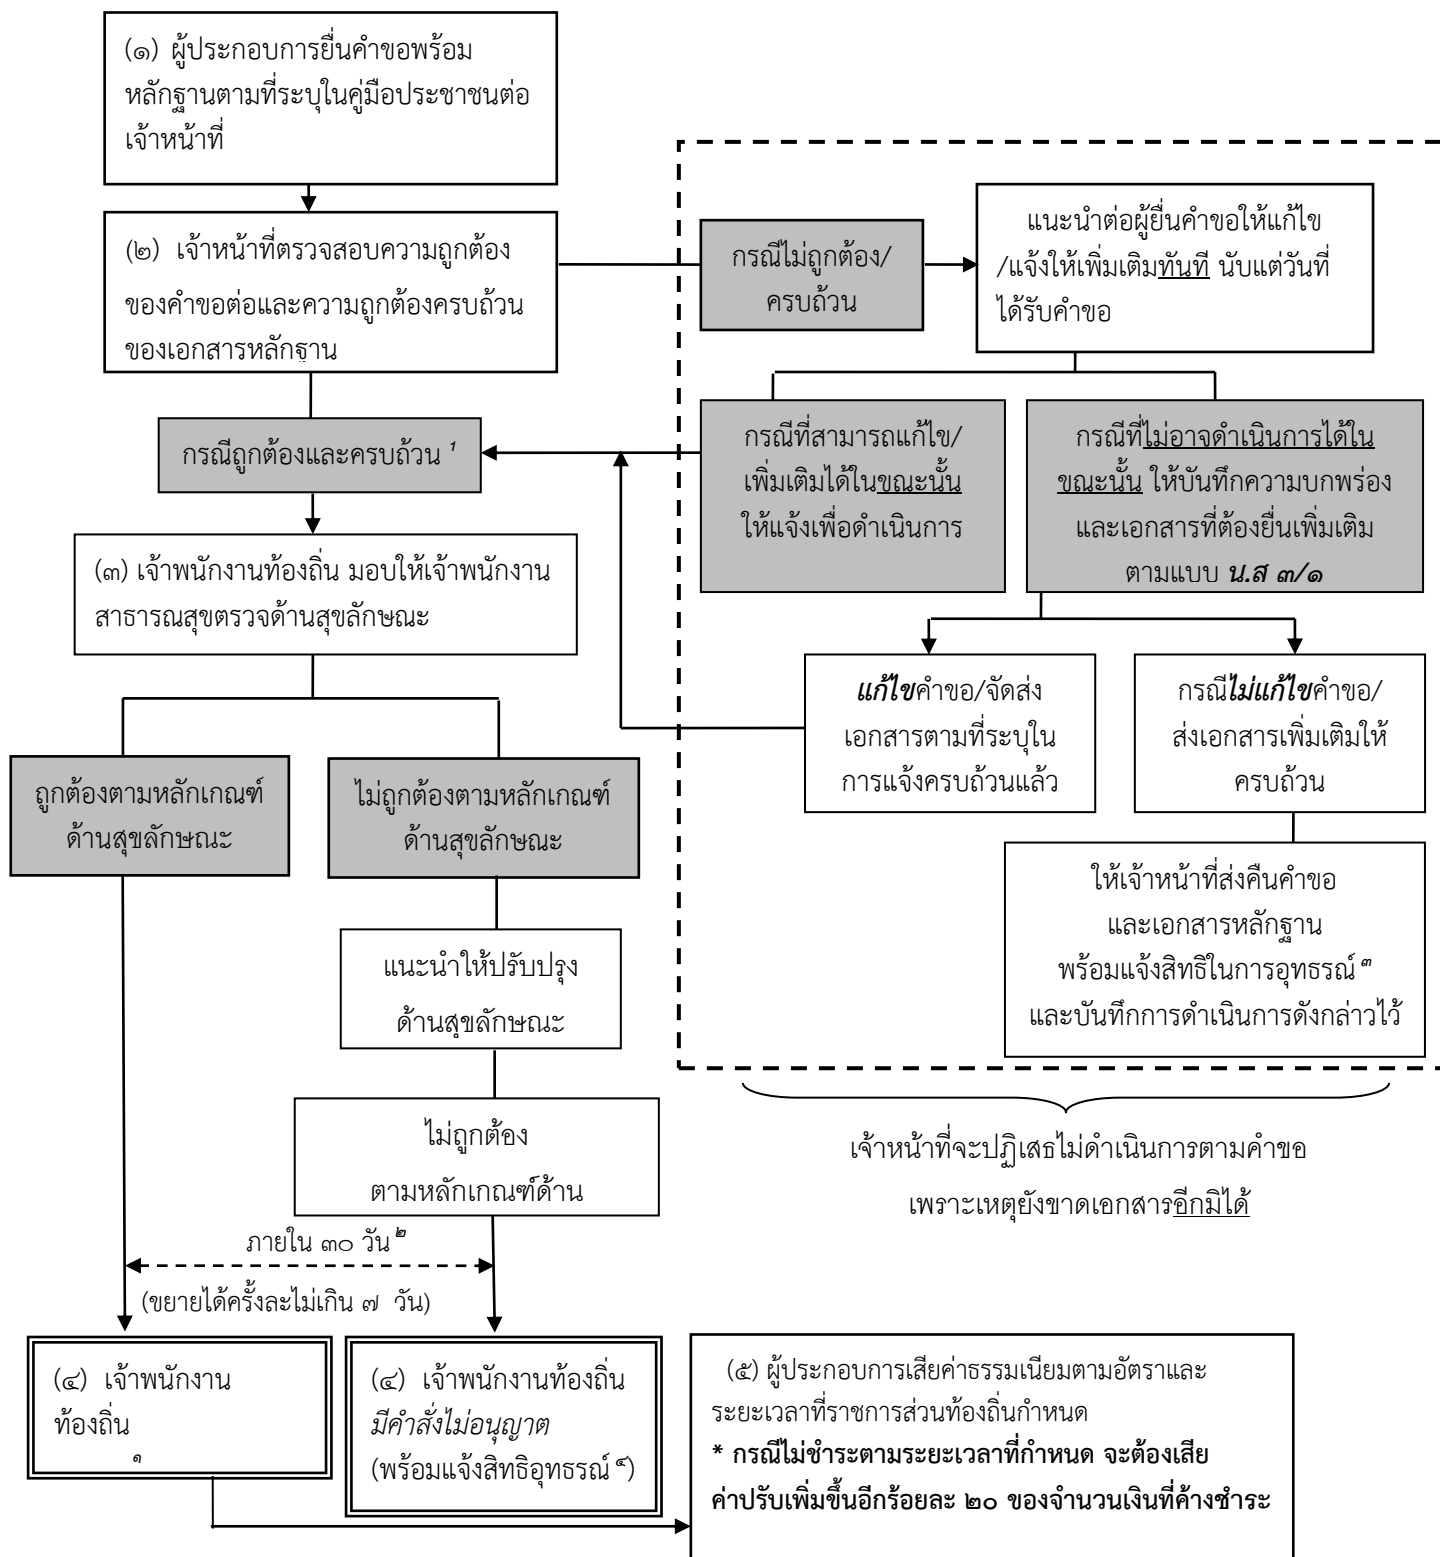 (๑) ผู้ประกอบการยื่นคำขอพร้อม
หลักฐานตามที่ระบุในคู่มือประชาชนต่อ
เจ้าหน้าที่
(๒) เจ้าหน้าที่ตรวจสอบความถูกต้อง
ของคำขอต่อและความถูกต้องครบถ้วน
ของเอกสารหลักฐาน
กรณีไม่ถูกต้อง/
ครบถ้วน
แนะนำต่อผู้ยื่นคำขอให้แก้ไข
/แจ้งให้เพิ่มเติมทันที นับแต่วันที่
ได้รับคำขอ
กรณีถูกต้องและครบถ้วน ¹
กรณีที่สามารถแก้ไข/
เพิ่มเติมได้ในขณะนั้น
ให้แจ้งเพื่อดำเนินการ
กรณีที่ไม่อาจดำเนินการได้ใน
ขณะนั้น ให้บันทึกความบกพร่อง
และเอกสารที่ต้องยื่นเพิ่มเติม
ตามแบบ น.ส ๓/๑
(๓) เจ้าพนักงานท้องถิ่น มอบให้เจ้าพนักงาน
สาธารณสุขตรวจด้านสุขลักษณะ
แก้ไขคำขอ/จัดส่ง
เอกสารตามที่ระบุใน
การแจ้งครบถ้วนแล้ว
กรณีไม่แก้ไขคำขอ/
ส่งเอกสารเพิ่มเติมให้
ครบถ้วน
ถูกต้องตามหลักเกณฑ์
ด้านสุขลักษณะ
ไม่ถูกต้องตามหลักเกณฑ์
ด้านสุขลักษณะ
ให้เจ้าหน้าที่ส่งคืนคำขอ
และเอกสารหลักฐาน
พร้อมแจ้งสิทธิในการอุทธรณ์ ๓
และบันทึกการดำเนินการดังกล่าวไว้
แนะนำให้ปรับปรุง
ด้านสุขลักษณะ
ไม่ถูกต้อง
ตามหลักเกณฑ์ด้าน
เจ้าหน้าที่จะปฏิเสธไม่ดำเนินการตามคำขอ
เพราะเหตุยังขาดเอกสารอีกมิได้
ภายใน ๓๐ วัน ๒
(ขยายได้ครั้งละไม่เกิน ๗ วัน)
(๔) เจ้าพนักงาน
ท้องถิ่น
(๔) เจ้าพนักงานท้องถิ่น
มีคำสั่งไม่อนุญาต
(พร้อมแจ้งสิทธิอุทธรณ์ ๔)
(๕) ผู้ประกอบการเสียค่าธรรมเนียมตามอัตราและ
ระยะเวลาที่ราชการส่วนท้องถิ่นกำหนด
* กรณีไม่ชำระตามระยะเวลาที่กำหนด จะต้องเสีย
ค่าปรับเพิ่มขึ้นอีกร้อยละ ๒๐ ของจำนวนเงินที่ค้างชำระ